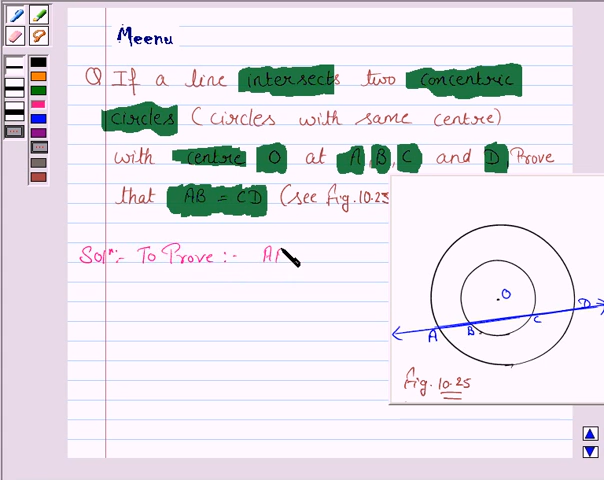 Meenu
Q If a line intersects two concentric
circles (circles with same centre)
with centre O at A, B, C and D Prove
that AB = CD (see fig. 10.25
Solⁿ:- To Prove :-
O
A
B
C
D
Fig. 10.25